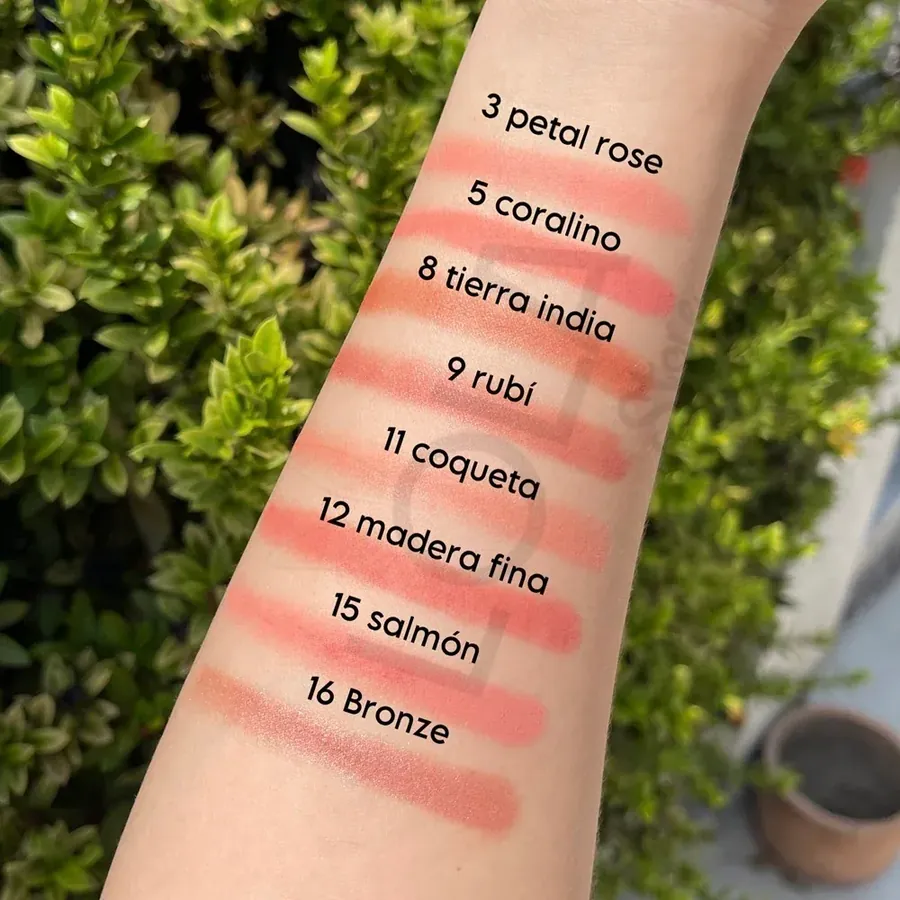 3 petal rose
5 coralino
8 tierra india
9 rubí
11 coqueta
12 madera fina
15 salmón
16 Bronze